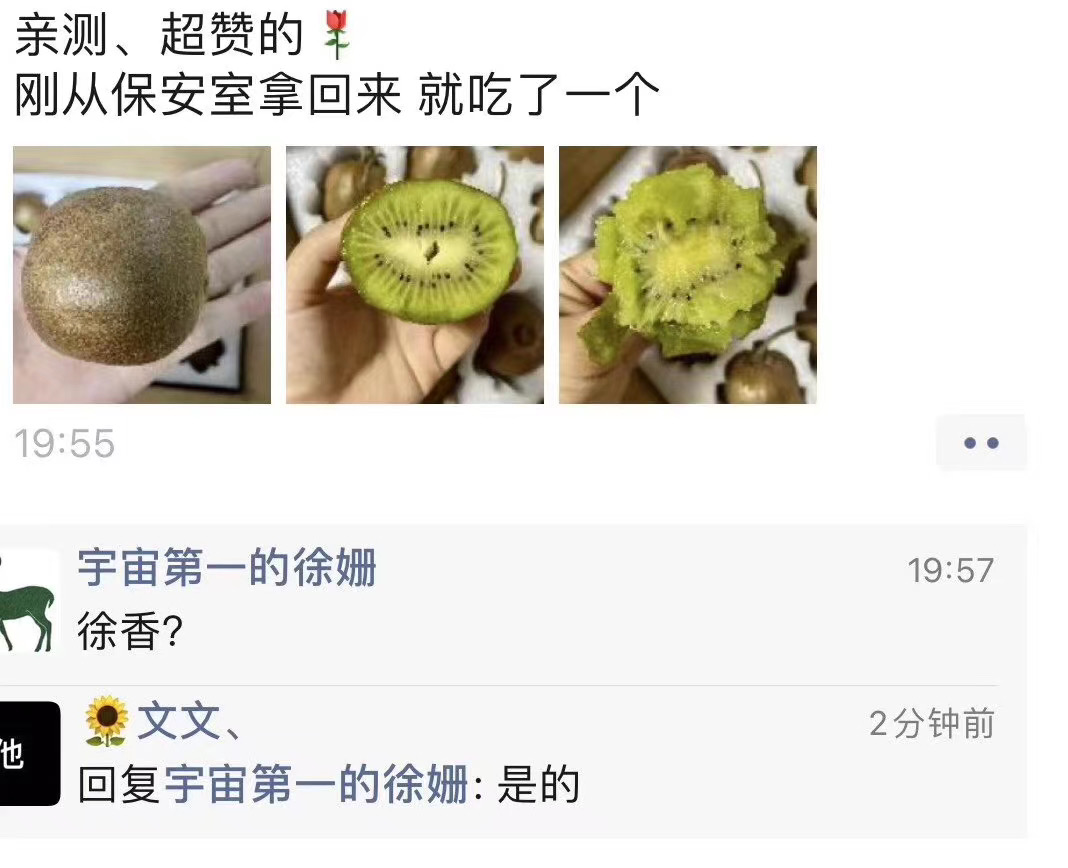 亲测、超赞的🌹
刚从保安室拿回来 就吃了一个
19:55
宇宙第一的徐姗
19:57
徐香?
他
🌻文文、
2分钟前
回复宇宙第一的徐姗: 是的